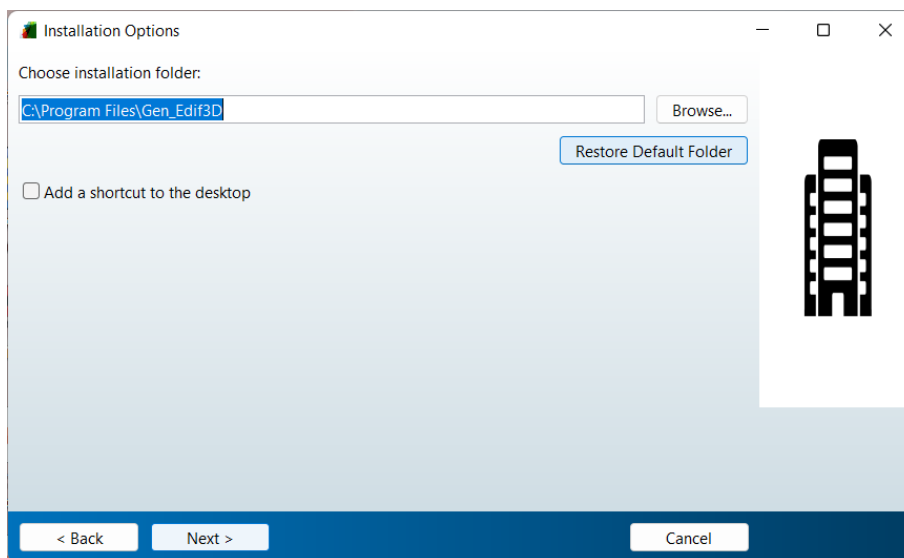 Installation Options
Choose installation folder:
C:\Program Files\Gen_Edif3D
Browse...
Restore Default Folder
Add a shortcut to the desktop
< Back
Next >
Cancel